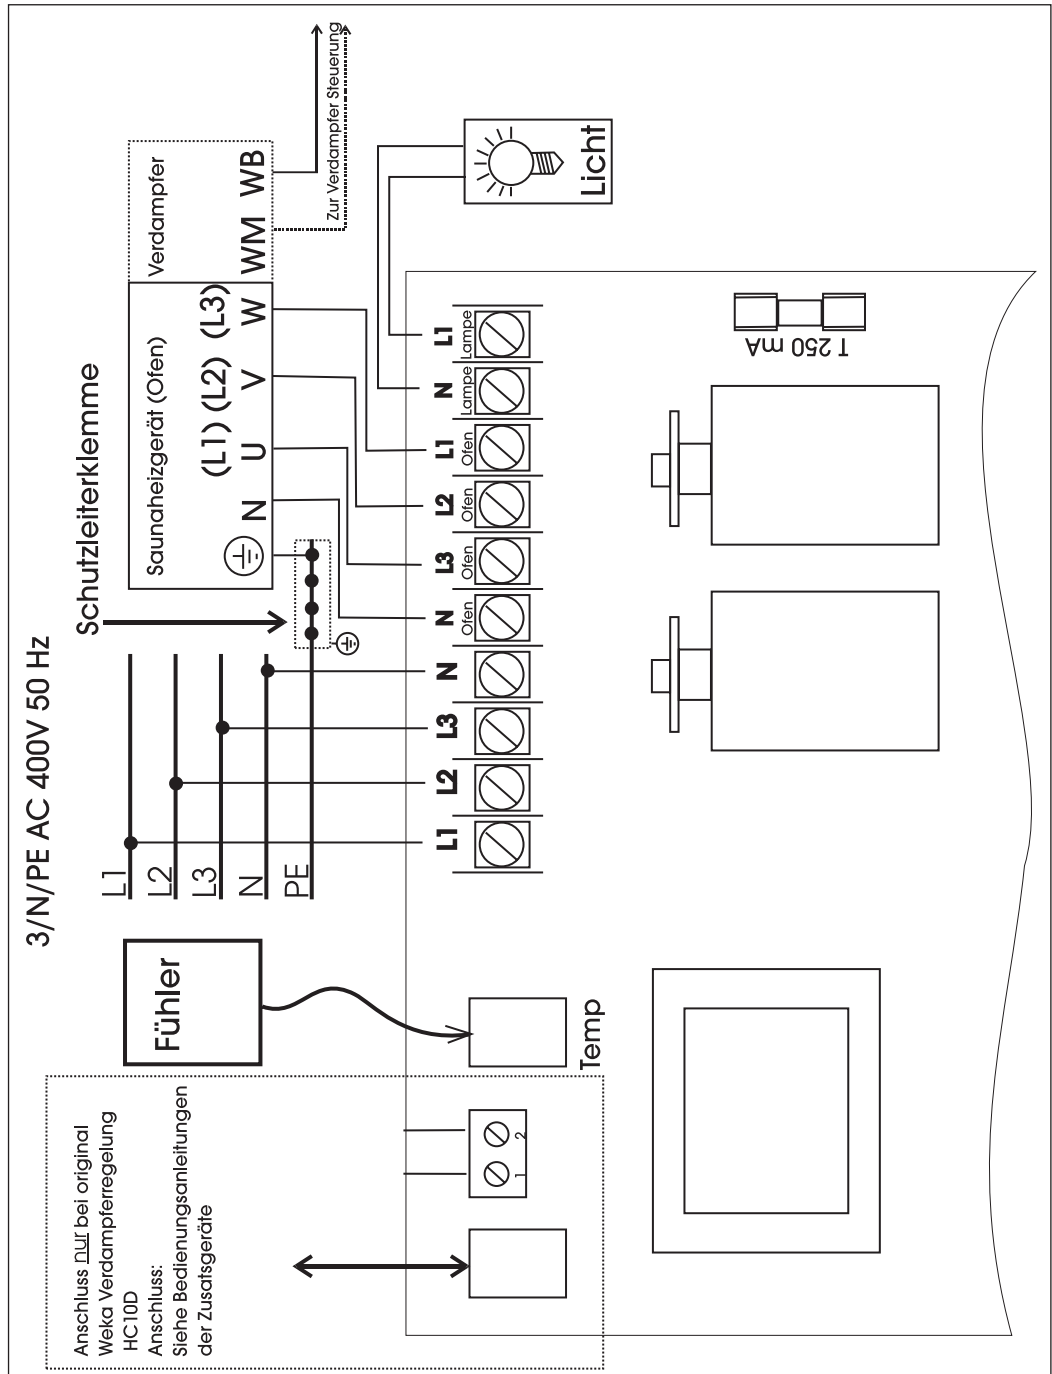 3/N/PE AC 400V 50 Hz
Schutzleiterklemme
Anschluss nur bei original
Weka Verdampferregelung
HC10D
Anschluss:
Siehe Bedienungsanleitungen
der Zusatsgeräte
Fühler
L1
L2
L3
N
PE
Saunaheizgerät (Ofen)
(L1) (L2) (L3)
N U V W
Verdampfer
WM WB
Zur Verdampfer Steuerung
L1 L2 L3 N N L3 L2 L1 N L1
Ofen Ofen Ofen Ofen Lampe Lampe
1 2
Temp
Licht
T 250 mA